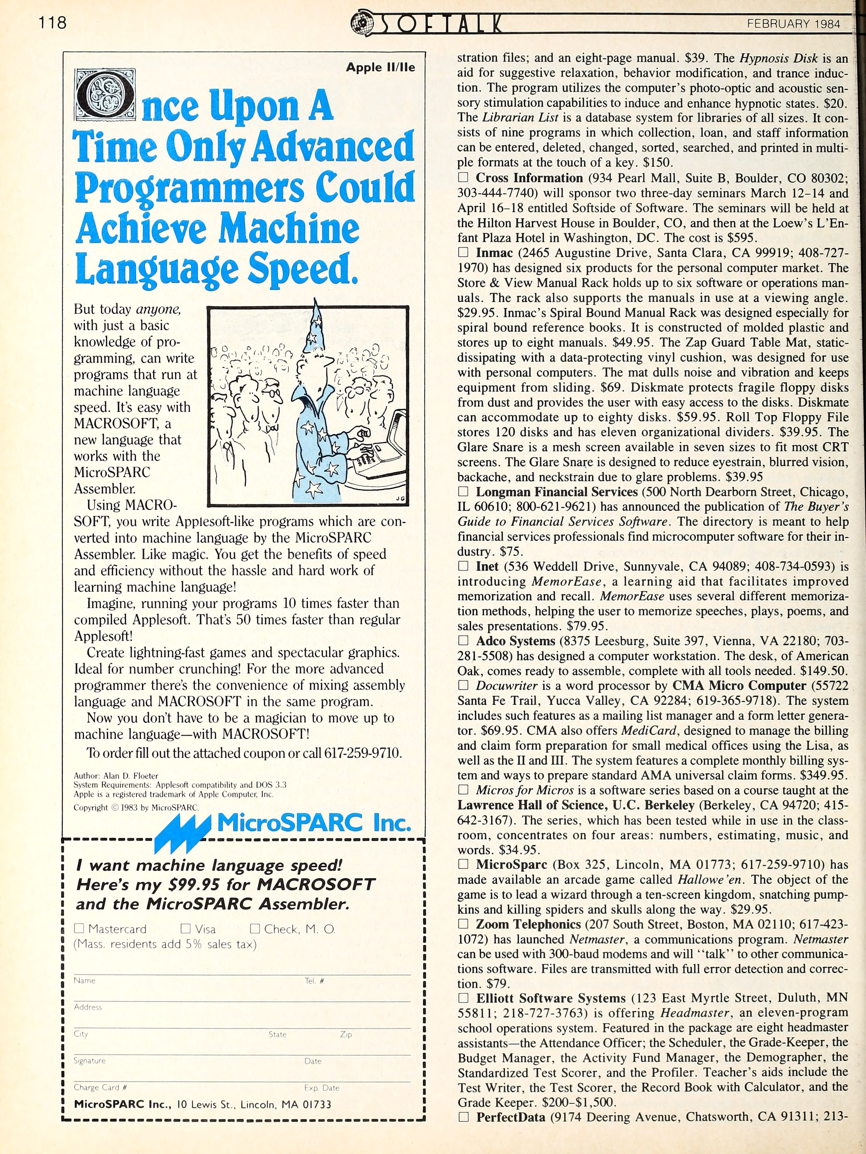 118
SOFTALK
FEBRUARY 1984
Apple II/IIe
Once Upon A
Time Only Advanced
Programmers Could
Achieve Machine
Language Speed.
But today anyone,
with just a basic
knowledge of pro-
gramming, can write
programs that run at
machine language
speed. It's easy with
MACROSOFT, a
new language that
works with the
MicroSPARC
Assembler.
Using MACRO-
SOFT, you write Applesoft-like programs which are con-
verted into machine language by the MicroSPARC
Assembler. Like magic. You get the benefits of speed
and efficiency without the hassle and hard work of
learning machine language!
Imagine, running your programs 10 times faster than
compiled Applesoft. That's 50 times faster than regular
Applesoft!
Create lightning-fast games and spectacular graphics.
Ideal for number crunching! For the more advanced
programmer there's the convenience of mixing assembly
language and MACROSOFT in the same program.
Now you don't have to be a magician to move up to
machine language—with MACROSOFT!
To order fill out the attached coupon or call 617-259-9710.
JG
Author: Alan D. Floeter
System Requirements: Applesoft compatibility and DOS 3.3
Apple is a registered trademark of Apple Computer, Inc.
Copyright © 1983 by MicroSPARC.
MicroSPARC Inc.
I want machine language speed!
Here's my $99.95 for MACROSOFT
and the MicroSPARC Assembler.
□ Mastercard □ Visa □ Check, M. O.
(Mass. residents add 5% sales tax)
Name Tel. #
Address
City State Zip
Signature Date
Charge Card # Exp. Date
MicroSPARC Inc., 10 Lewis St., Lincoln, MA 01733
stration files; and an eight-page manual. $39. The Hypnosis Disk is an
aid for suggestive relaxation, behavior modification, and trance induc-
tion. The program utilizes the computer's photo-optic and acoustic sen-
sory stimulation capabilities to induce and enhance hypnotic states. $20.
The Librarian List is a database system for libraries of all sizes. It con-
sists of nine programs in which collection, loan, and staff information
can be entered, deleted, changed, sorted, searched, and printed in multi-
ple formats at the touch of a key. $150.
□ Cross Information (934 Pearl Mall, Suite B, Boulder, CO 80302;
303-444-7740) will sponsor two three-day seminars March 12–14 and
April 16–18 entitled Softside of Software. The seminars will be held at
the Hilton Harvest House in Boulder, CO, and then at the Loew's L'En-
fant Plaza Hotel in Washington, DC. The cost is $595.
□ Inmac (2465 Augustine Drive, Santa Clara, CA 99919; 408-727-
1970) has designed six products for the personal computer market. The
Store & View Manual Rack holds up to six software or operations man-
uals. The rack also supports the manuals in use at a viewing angle.
$29.95. Inmac's Spiral Bound Manual Rack was designed especially for
spiral bound reference books. It is constructed of molded plastic and
stores up to eight manuals. $49.95. The Zap Guard Table Mat, static-
dissipating with a data-protecting vinyl cushion, was designed for use
with personal computers. The mat dulls noise and vibration and keeps
equipment from sliding. $69. Diskmate protects fragile floppy disks
from dust and provides the user with easy access to the disks. Diskmate
can accommodate up to eighty disks. $59.95. Roll Top Floppy File
stores 120 disks and has eleven organizational dividers. $39.95. The
Glare Snare is a mesh screen available in seven sizes to fit most CRT
screens. The Glare Snare is designed to reduce eyestrain, blurred vision,
backache, and neckstrain due to glare problems. $39.95
□ Longman Financial Services (500 North Dearborn Street, Chicago,
IL 60610; 800-621-9621) has announced the publication of The Buyer's
Guide to Financial Services Software. The directory is meant to help
financial services professionals find microcomputer software for their in-
dustry. $75.
□ Inet (536 Weddell Drive, Sunnyvale, CA 94089; 408-734-0593) is
introducing MemorEase, a learning aid that facilitates improved
memorization and recall. MemorEase uses several different memoriza-
tion methods, helping the user to memorize speeches, plays, poems, and
sales presentations. $79.95.
□ Adco Systems (8375 Leesburg, Suite 397, Vienna, VA 22180; 703-
281-5508) has designed a computer workstation. The desk, of American
Oak, comes ready to assemble, complete with all tools needed. $149.50.
□ Docuwriter is a word processor by CMA Micro Computer (55722
Santa Fe Trail, Yucca Valley, CA 92284; 619-365-9718). The system
includes such features as a mailing list manager and a form letter genera-
tor. $69.95. CMA also offers MediCard, designed to manage the billing
and claim form preparation for small medical offices using the Lisa, as
well as the II and III. The system features a complete monthly billing sys-
tem and ways to prepare standard AMA universal claim forms. $349.95.
□ Micros for Micros is a software series based on a course taught at the
Lawrence Hall of Science, U.C. Berkeley (Berkeley, CA 94720; 415-
642-3167). The series, which has been tested while in use in the class-
room, concentrates on four areas: numbers, estimating, music, and
words. $34.95.
□ MicroSparc (Box 325, Lincoln, MA 01773; 617-259-9710) has
made available an arcade game called Hallowe'en. The object of the
game is to lead a wizard through a ten-screen kingdom, snatching pump-
kins and killing spiders and skulls along the way. $29.95.
□ Zoom Telephonics (207 South Street, Boston, MA 02110; 617-423-
1072) has launched Netmaster, a communications program. Netmaster
can be used with 300-baud modems and will "talk" to other communica-
tions software. Files are transmitted with full error detection and correc-
tion. $79.
□ Elliott Software Systems (123 East Myrtle Street, Duluth, MN
55811; 218-727-3763) is offering Headmaster, an eleven-program
school operations system. Featured in the package are eight headmaster
assistants—the Attendance Officer; the Scheduler, the Grade-Keeper, the
Budget Manager, the Activity Fund Manager, the Demographer, the
Standardized Test Scorer, and the Profiler. Teacher's aids include the
Test Writer, the Test Scorer, the Record Book with Calculator, and the
Grade Keeper. $200–$1,500.
□ PerfectData (9174 Deering Avenue, Chatsworth, CA 91311; 213-